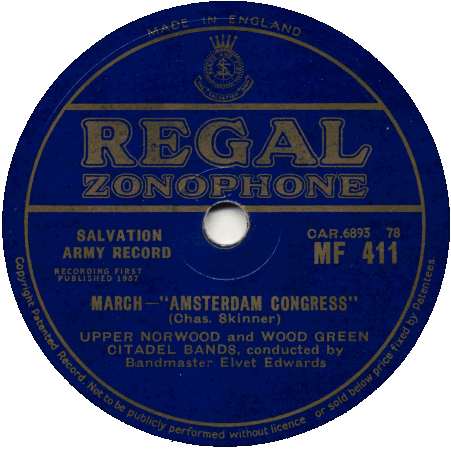 MADE IN ENGLAND
REGAL
ZONOPHONE
SALVATION
ARMY RECORD
RECORDING FIRST
PUBLISHED 1957
CAR.6893 78
MF 411
MARCH—"AMSTERDAM CONGRESS"
(Chas. Skinner)
UPPER NORWOOD and WOOD GREEN
CITADEL BANDS, conducted by
Bandmaster Elvet Edwards
Copyright Patented Record. Not to be publicly performed without licence or sold below price fixed by Patentees.